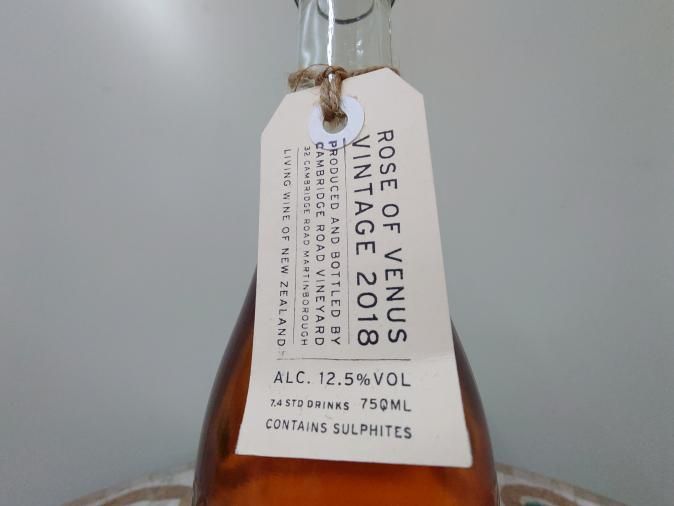 ROSE OF VENUS
VINTAGE 2018
PRODUCED AND BOTTLED BY
CAMBRIDGE ROAD VINEYARD
32 CAMBRIDGE ROAD MARTINBOROUGH
LIVING WINE OF NEW ZEALAND
ALC. 12.5%VOL
7.4 STD DRINKS 750ML
CONTAINS SULPHITES